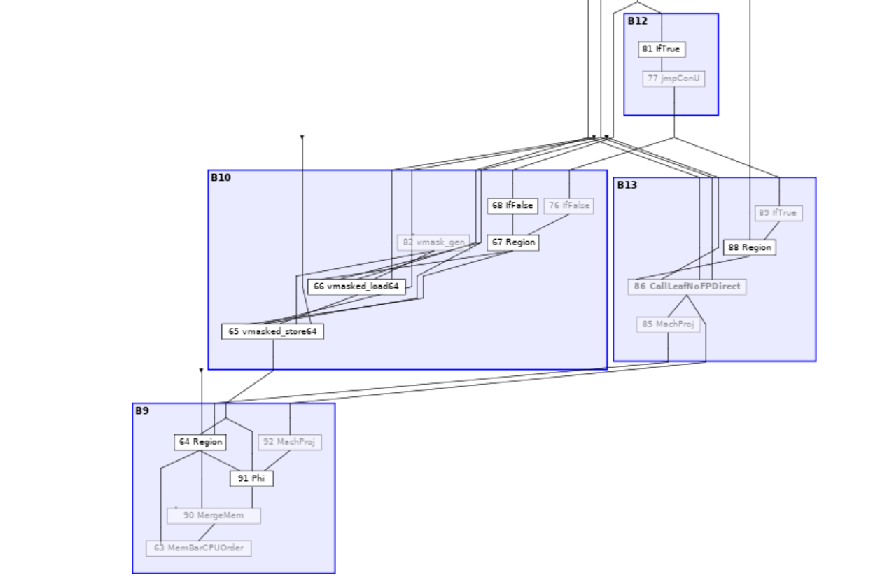 B12
81 IfTrue
77 jmpConU
B10
68 IfFalse
76 IfFalse
82 vmask_gen
67 Region
66 vmasked_load64
65 vmasked_store64
B13
89 IfTrue
88 Region
86 CallLeafNoFPDirect
85 MachProj
B9
64 Region
92 MachProj
91 Phi
90 MergeMem
63 MemBarCPUOrder